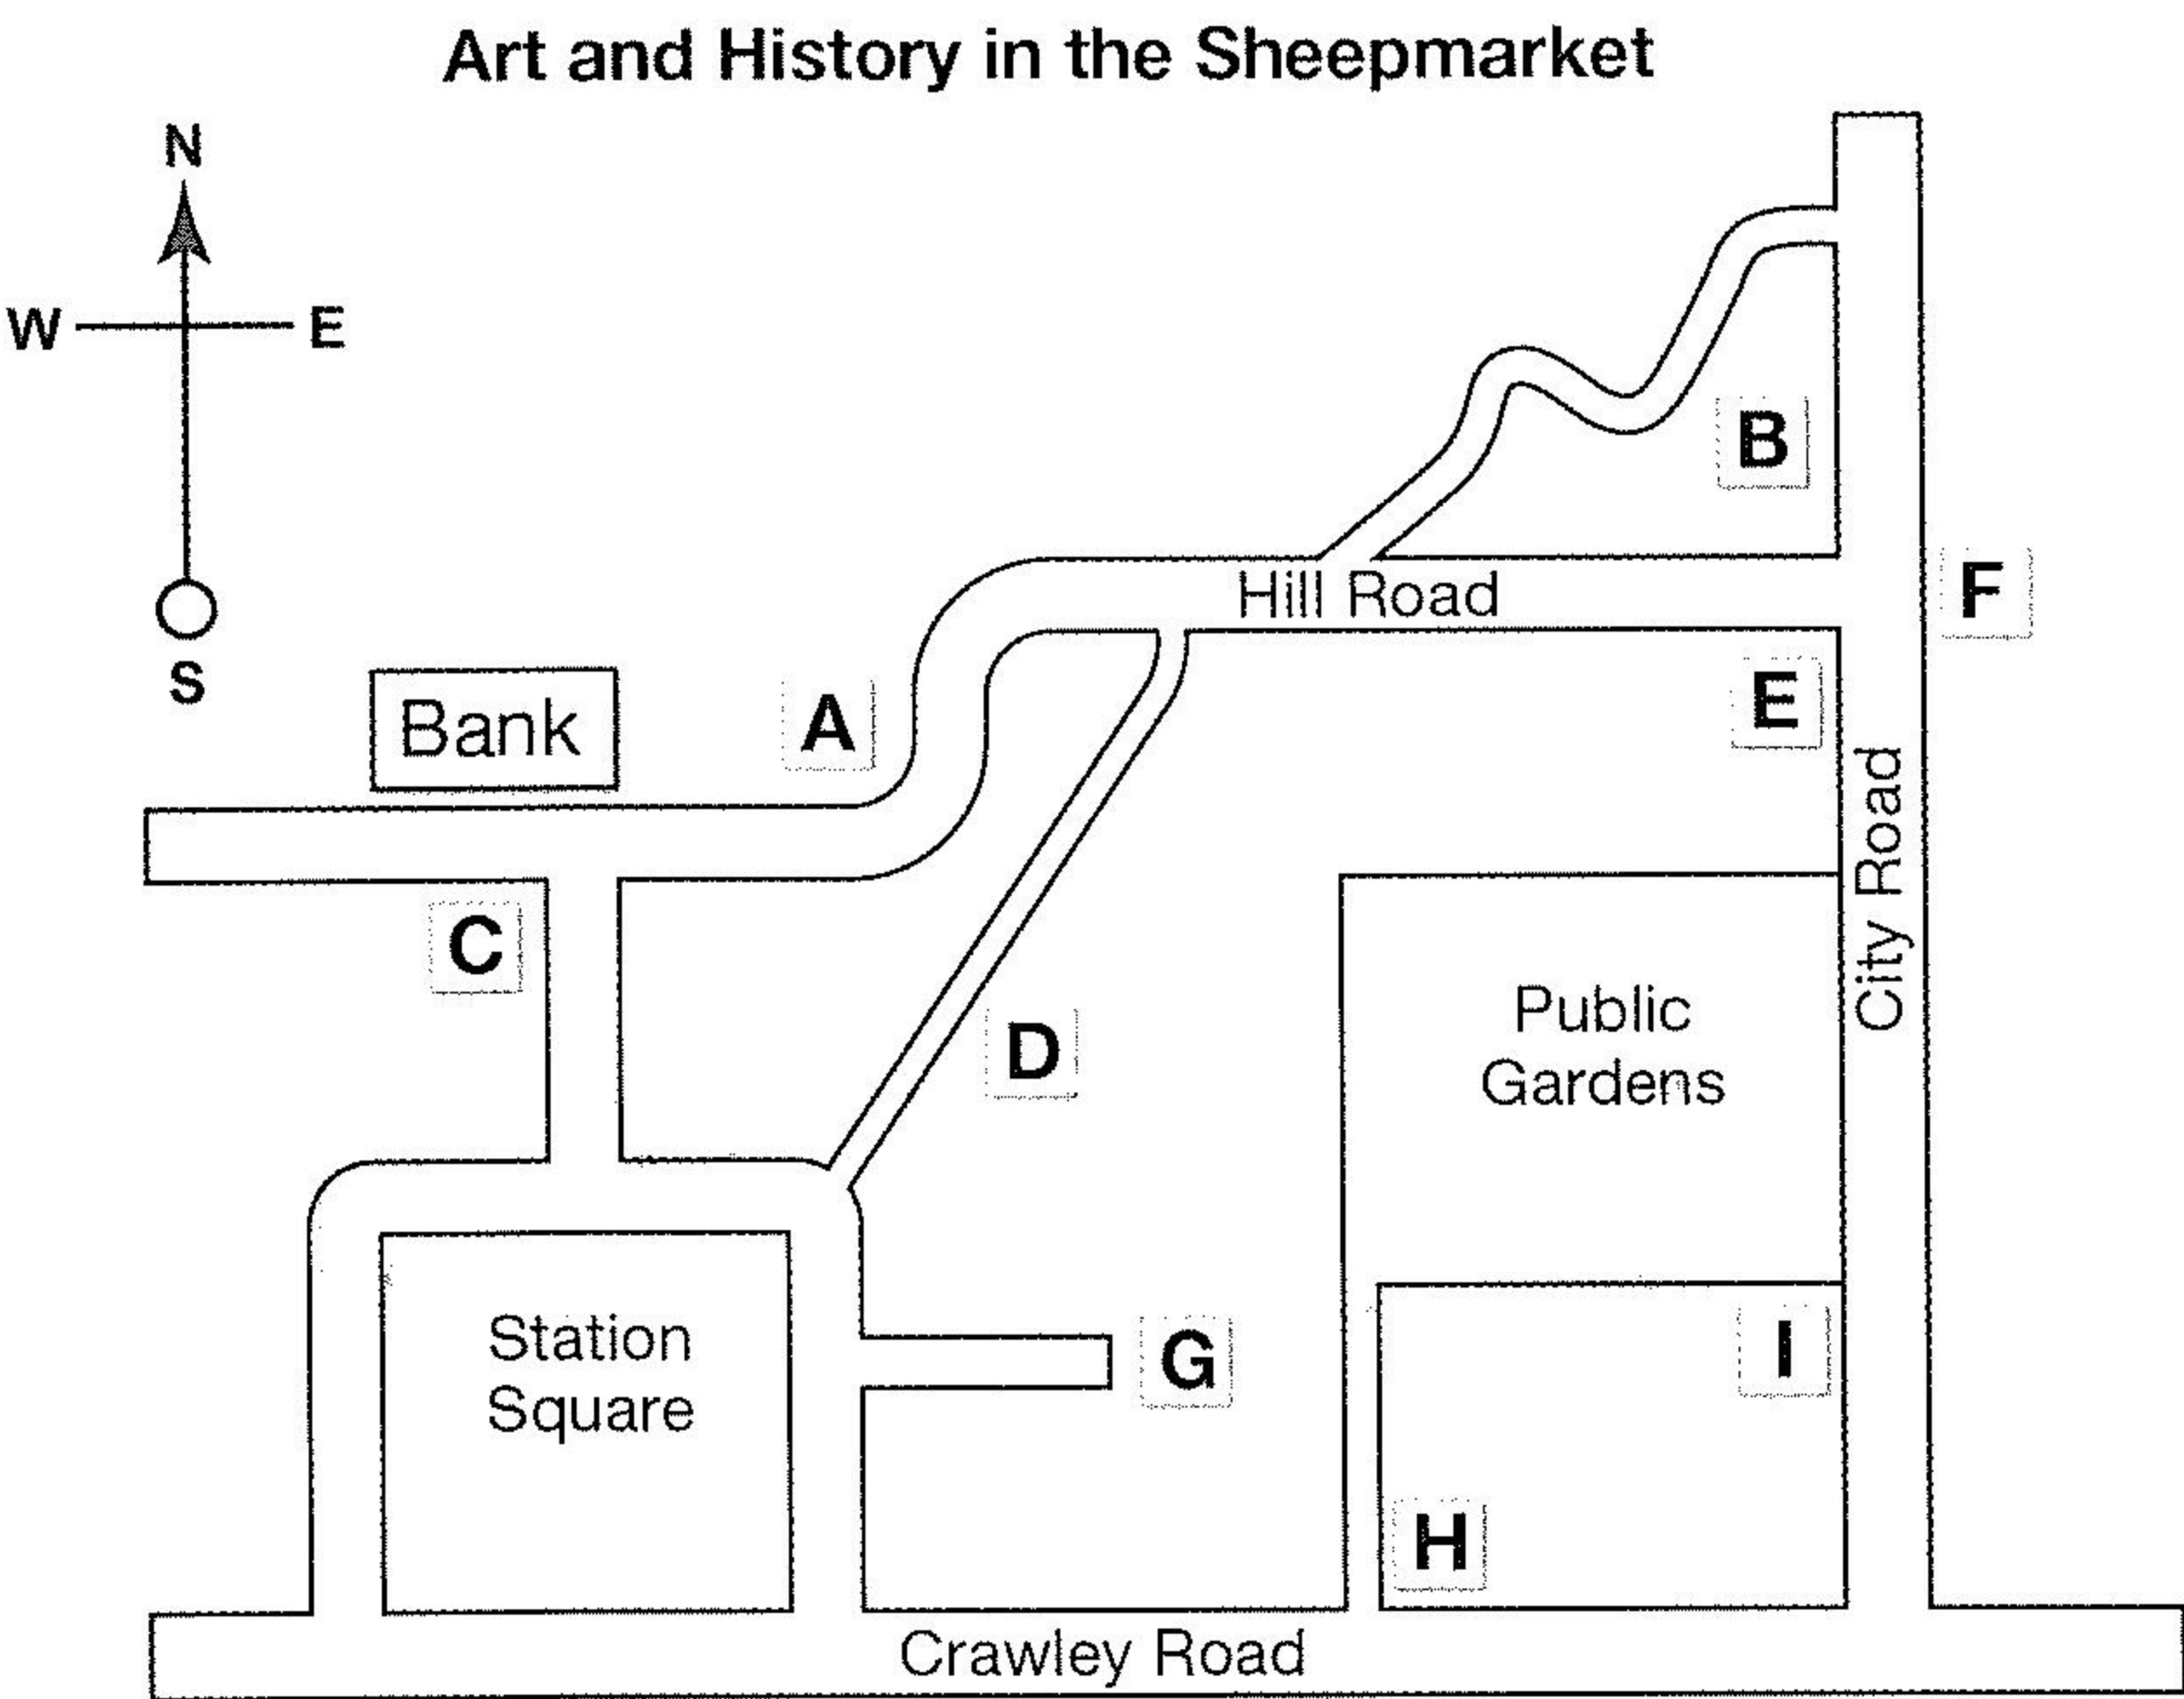 Art and History in the Sheepmarket
N
W E
S
B
Hill Road
F
Bank
A
E
City Road
C
D
Public
Gardens
Station
Square
G
I
H
Crawley Road